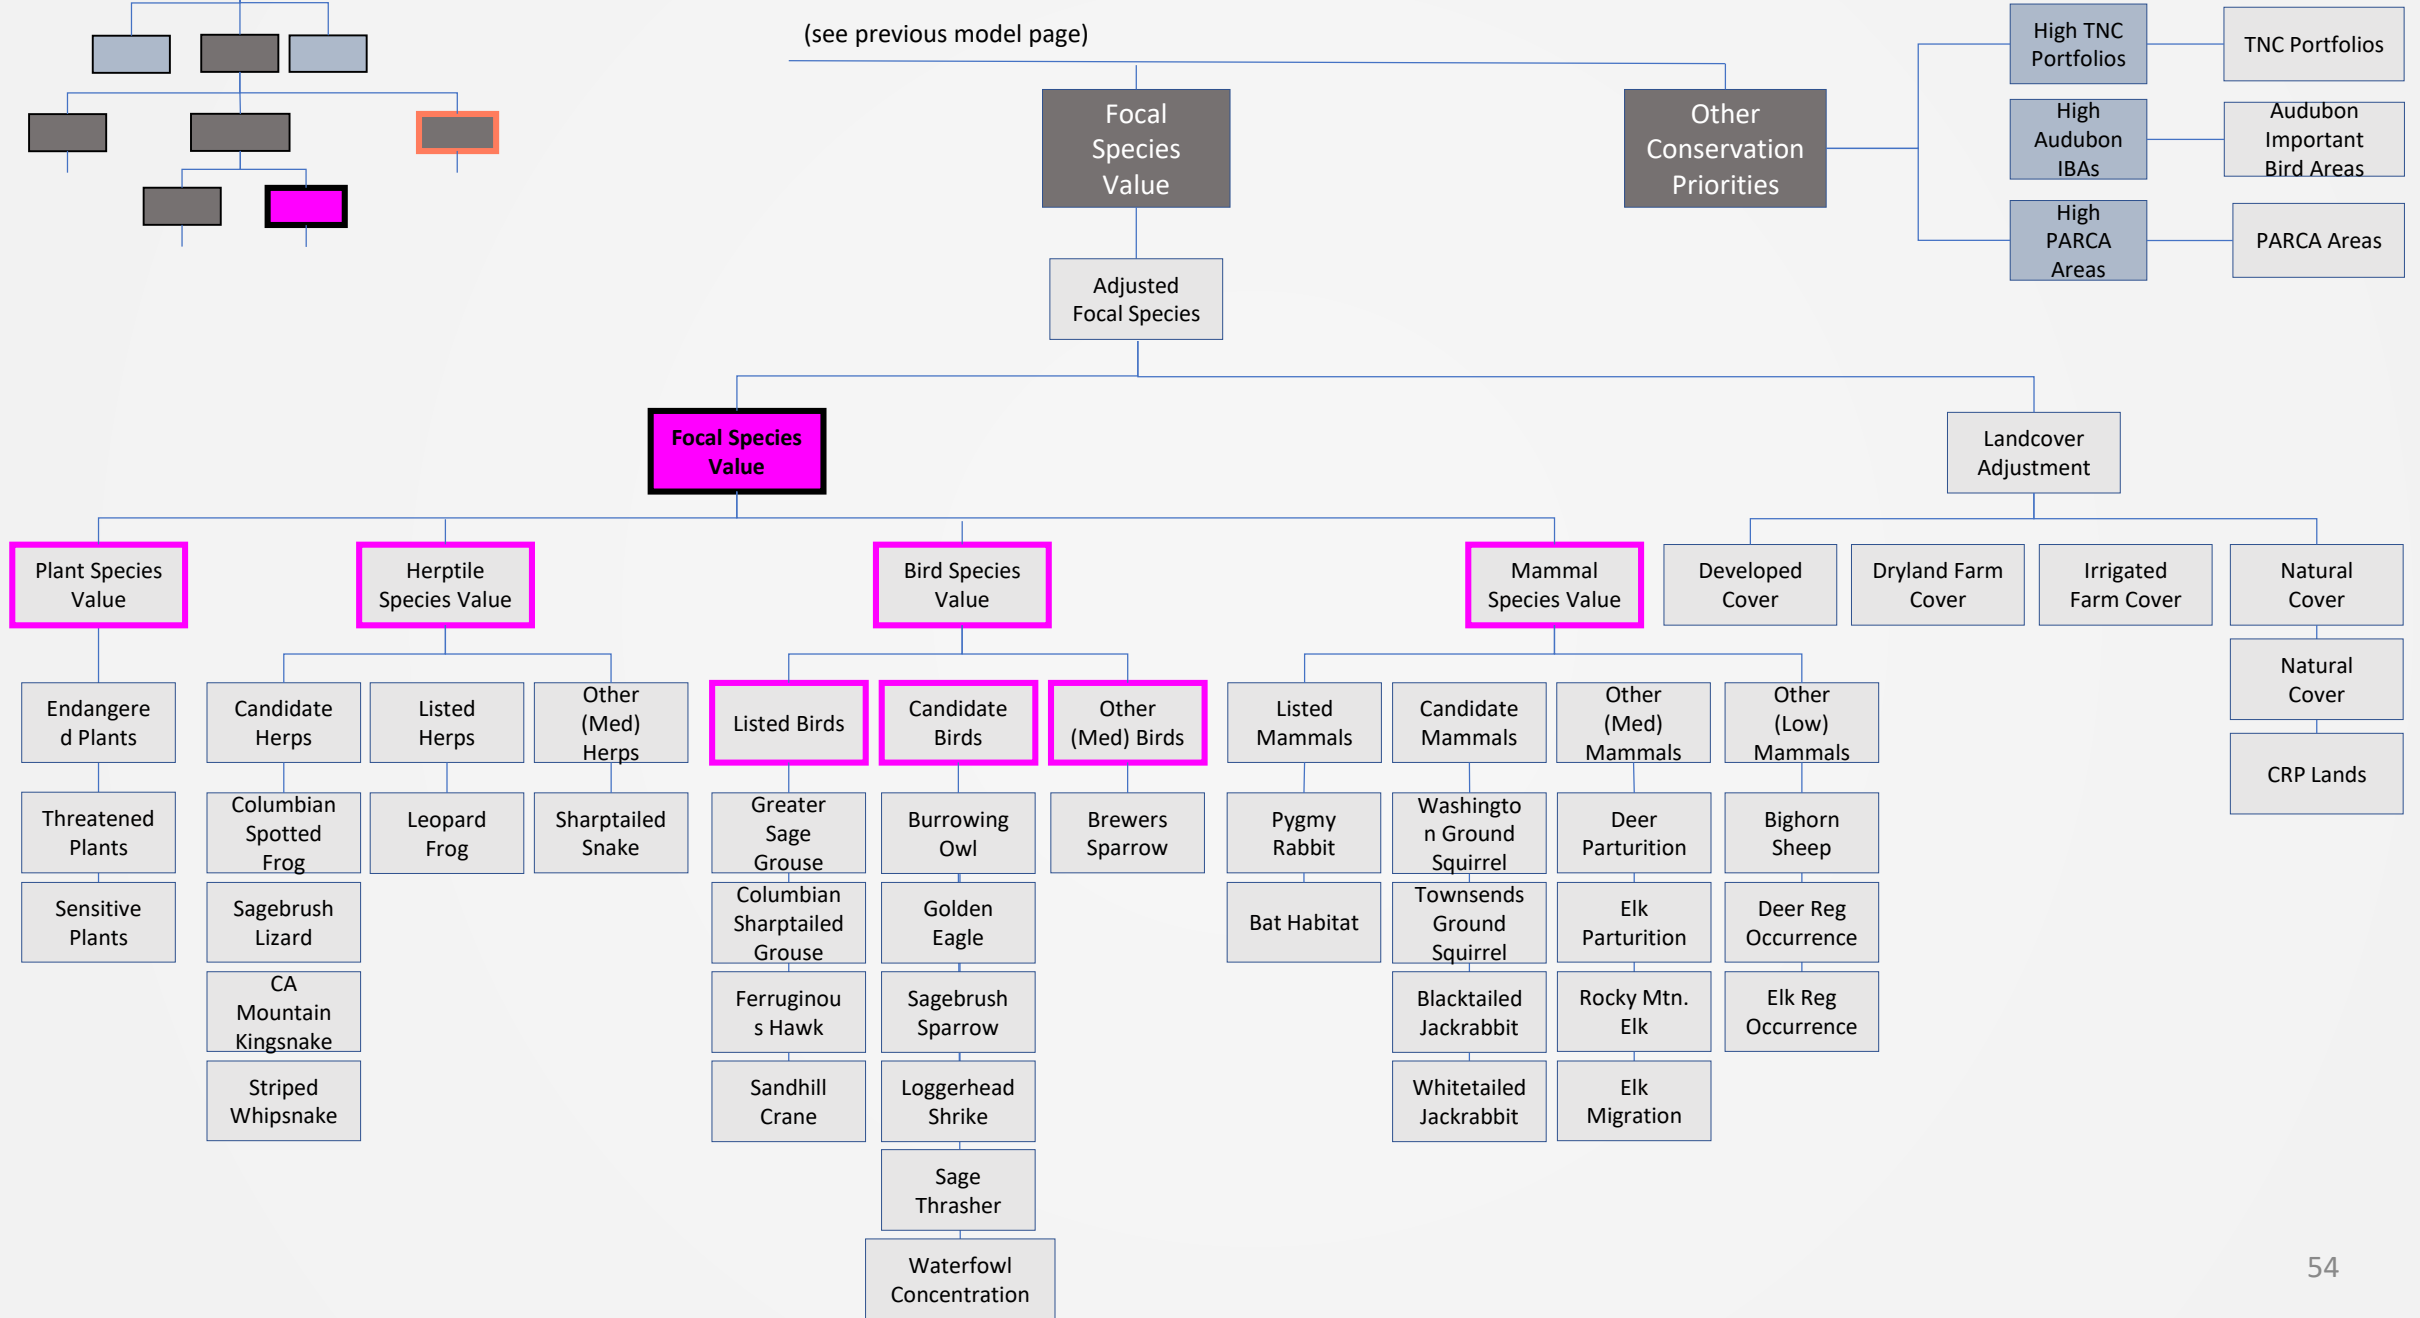 (see previous model page)
Focal
Species
Value
Other
Conservation
Priorities
High TNC
Portfolios
TNC Portfolios
High
Audubon
IBAs
Audubon
Important
Bird Areas
High
PARCA
Areas
PARCA Areas
Adjusted
Focal Species
Focal Species
Value
Landcover
Adjustment
Plant Species
Value
Herptile
Species Value
Bird Species
Value
Mammal
Species Value
Developed
Cover
Dryland Farm
Cover
Irrigated
Farm Cover
Natural
Cover
Natural
Cover
CRP Lands
Endangere
d Plants
Threatened
Plants
Sensitive
Plants
Candidate
Herps
Columbian
Spotted
Frog
Sagebrush
Lizard
CA
Mountain
Kingsnake
Striped
Whipsnake
Listed
Herps
Leopard
Frog
Other
(Med)
Herps
Sharptailed
Snake
Listed Birds
Greater
Sage
Grouse
Columbian
Sharptailed
Grouse
Ferruginou
s Hawk
Sandhill
Crane
Candidate
Birds
Burrowing
Owl
Golden
Eagle
Sagebrush
Sparrow
Loggerhead
Shrike
Sage
Thrasher
Waterfowl
Concentration
Other
(Med) Birds
Brewers
Sparrow
Listed
Mammals
Pygmy
Rabbit
Bat Habitat
Candidate
Mammals
Washingto
n Ground
Squirrel
Townsends
Ground
Squirrel
Blacktailed
Jackrabbit
Whitetailed
Jackrabbit
Other
(Med)
Mammals
Deer
Parturition
Elk
Parturition
Rocky Mtn.
Elk
Elk
Migration
Other
(Low)
Mammals
Bighorn
Sheep
Deer Reg
Occurrence
Elk Reg
Occurrence
54